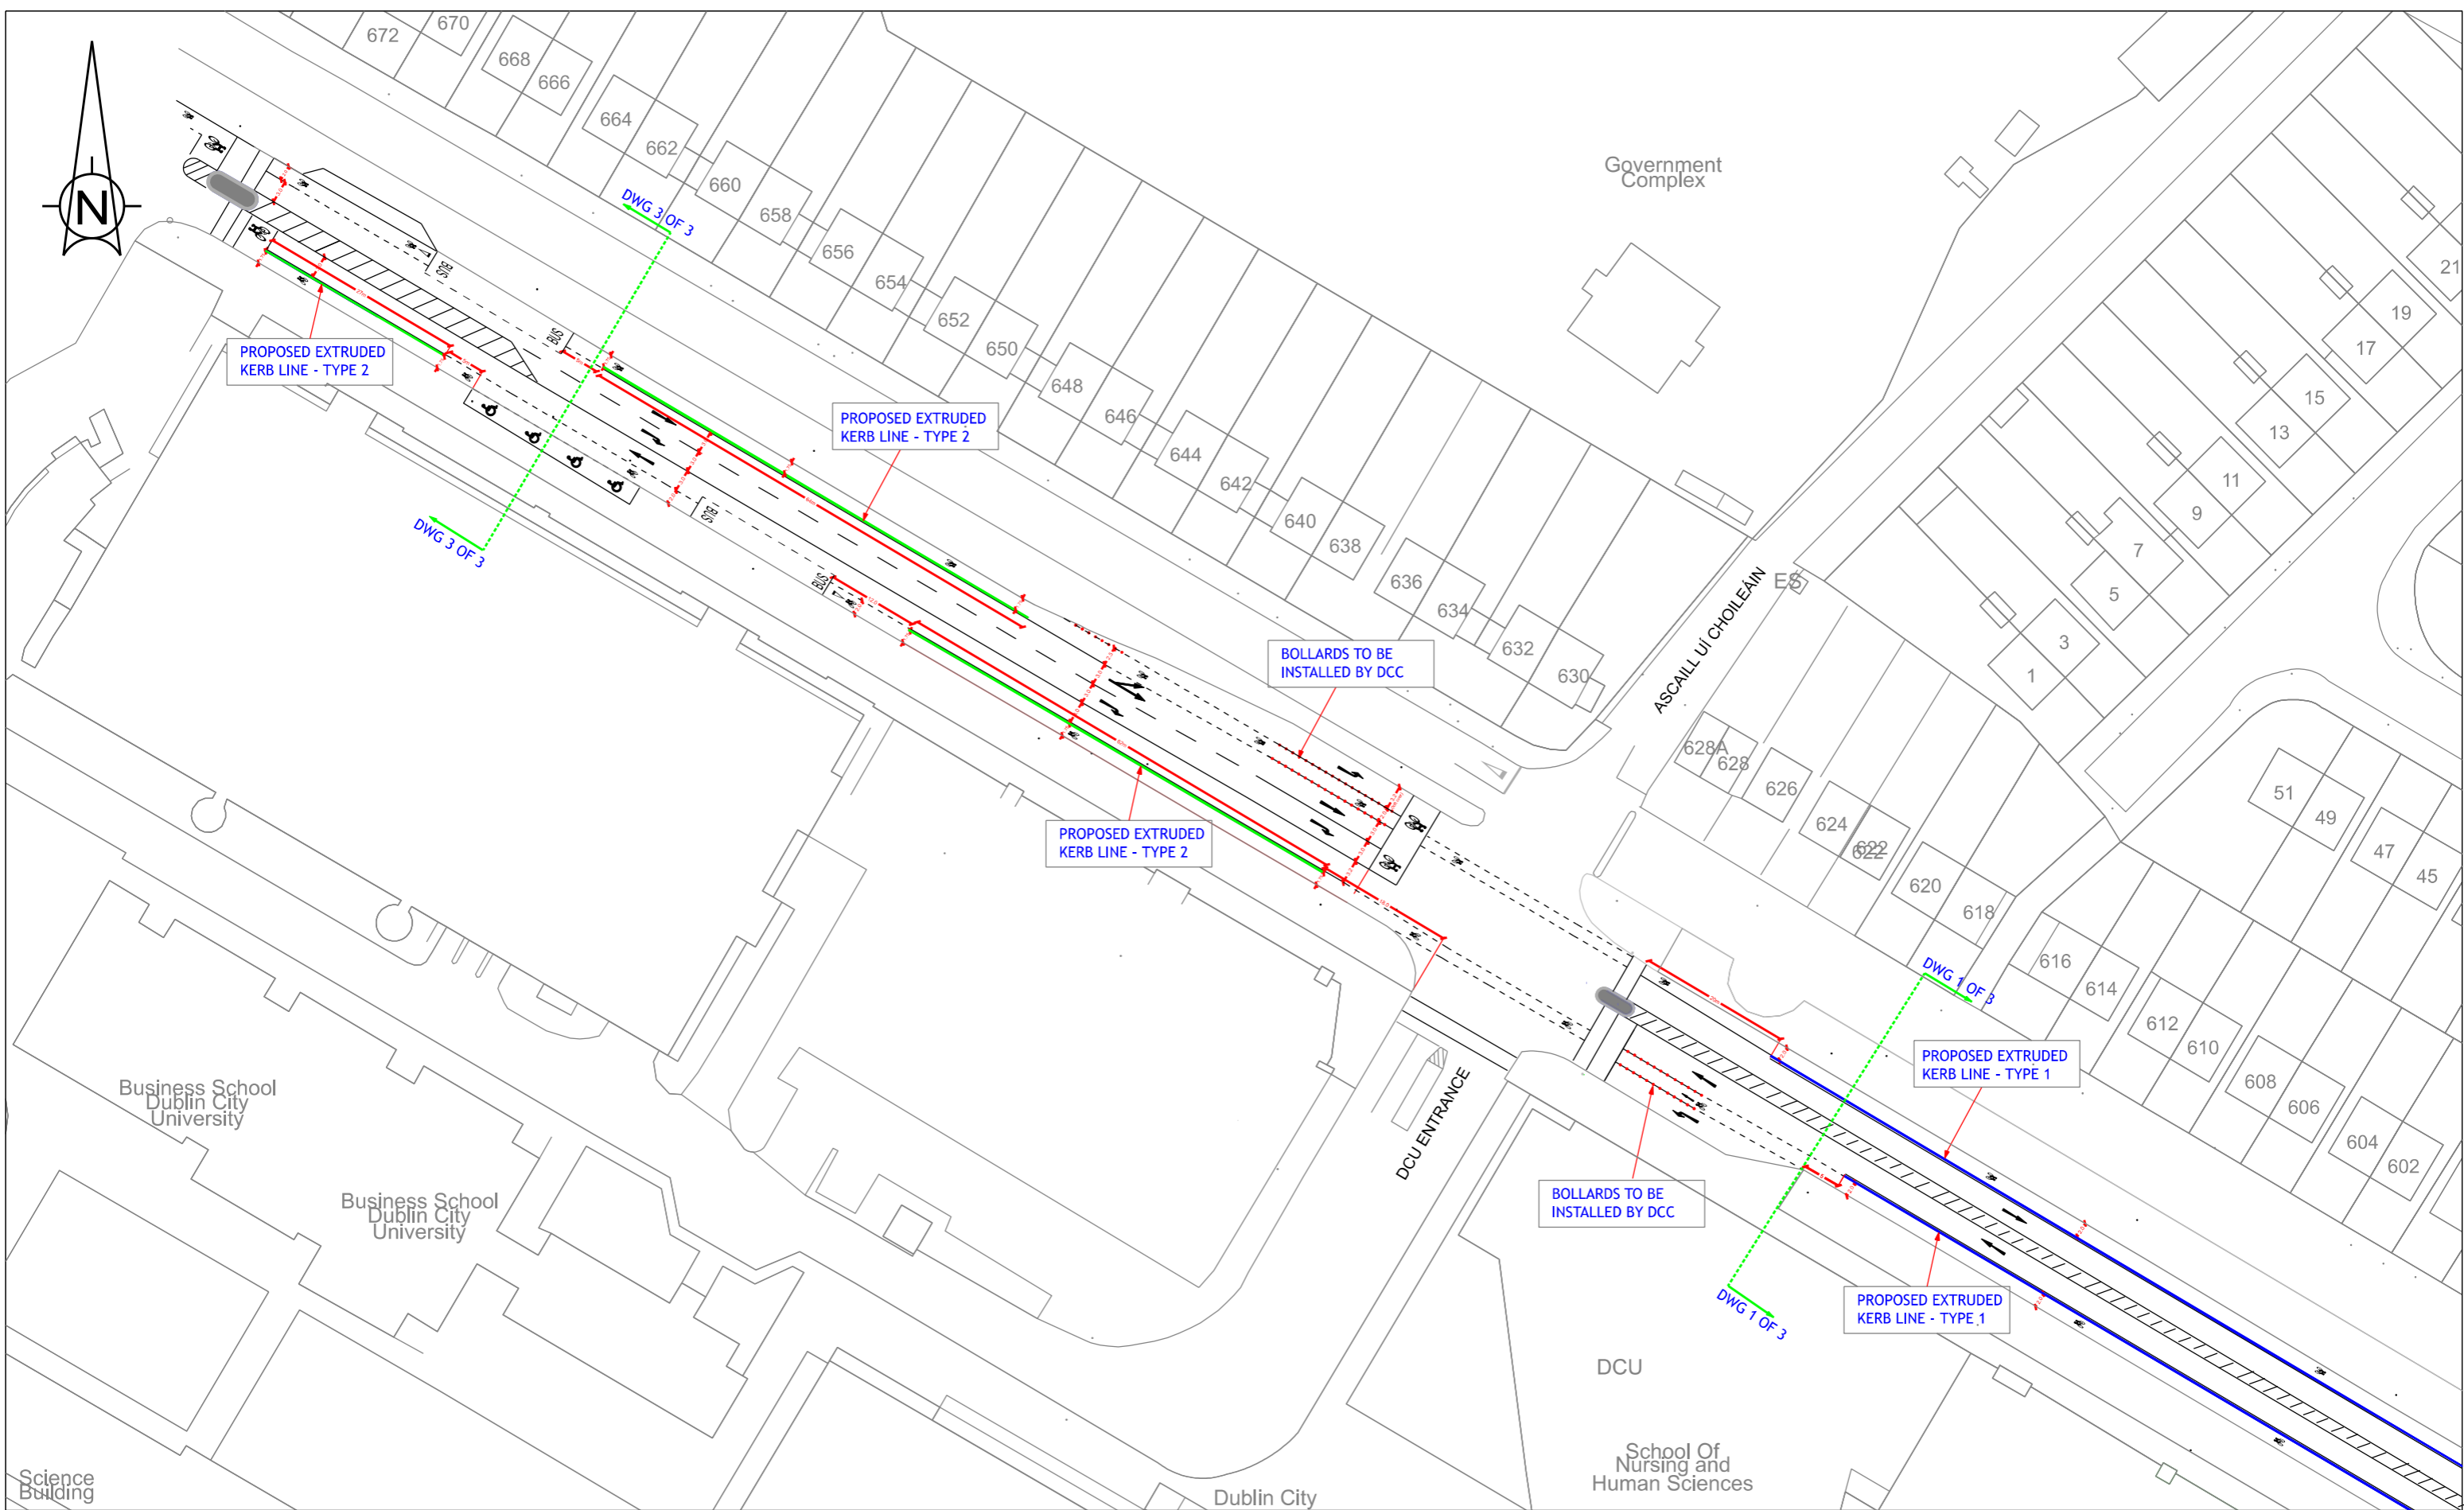 672
670
668
666
664
662
660
658
656
654
652
650
648
646
644
642
640
638
636
634
632
630
N
Government
Complex
DWG 3 OF 3
DWG 3 OF 3
PROPOSED EXTRUDED
KERB LINE - TYPE 2
PROPOSED EXTRUDED
KERB LINE - TYPE 2
BUS
BUS
BUS
BUS
BOLLARDS TO BE
INSTALLED BY DCC
PROPOSED EXTRUDED
KERB LINE - TYPE 2
ASCAILL UÍ CHOILEÁIN
ES
21
19
17
15
13
11
9
7
5
3
1
628A
628
626
624
622
622
620
618
616
614
612
610
608
606
604
602
51
49
47
45
DWG 1 OF 3
PROPOSED EXTRUDED
KERB LINE - TYPE 1
DCU ENTRANCE
BOLLARDS TO BE
INSTALLED BY DCC
DWG 1 OF 3
PROPOSED EXTRUDED
KERB LINE - TYPE 1
Business School
Dublin City
University
Business School
Dublin City
University
DCU
School Of
Nursing and
Human Sciences
Science
Building
Dublin City